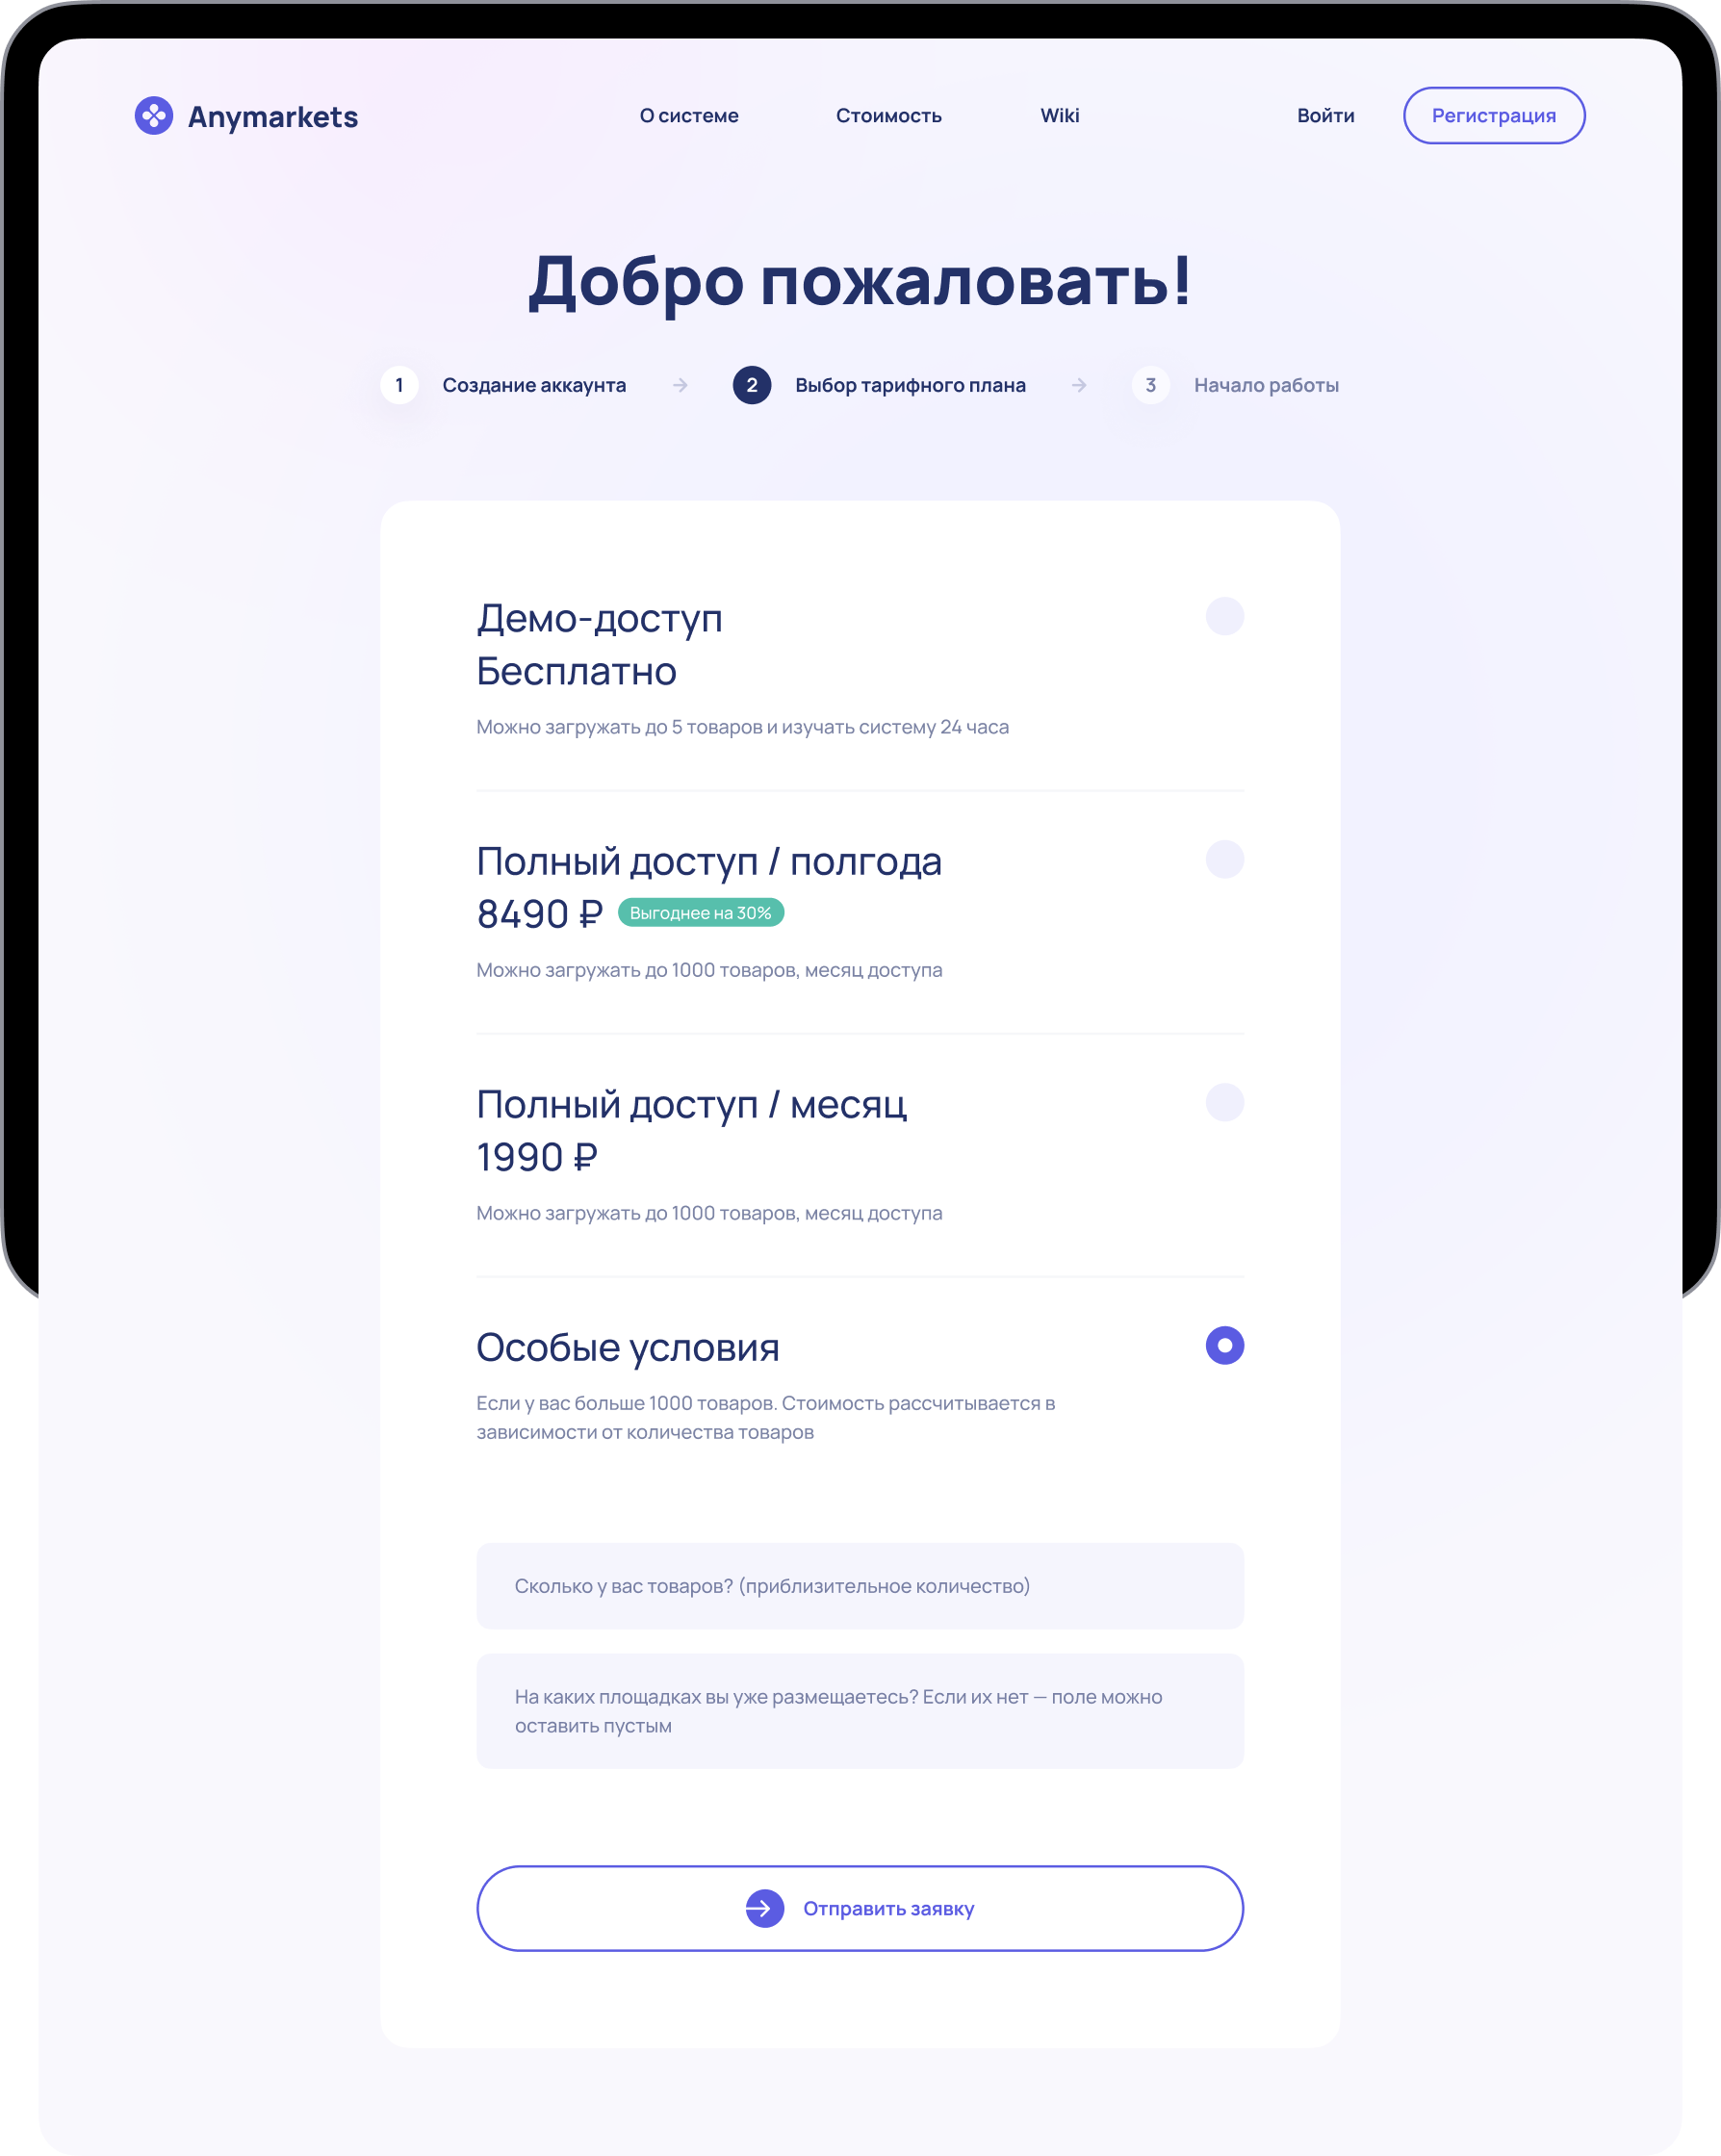 Anymarkets
О системе
Стоимость
Wiki
Войти
Регистрация
Добро пожаловать!
1 Создание аккаунта
2 Выбор тарифного плана
3 Начало работы
Демо-доступ
Бесплатно
Можно загружать до 5 товаров и изучать систему 24 часа
Полный доступ / полгода
8490 ₽ Выгоднее на 30%
Можно загружать до 1000 товаров, месяц доступа
Полный доступ / месяц
1990 ₽
Можно загружать до 1000 товаров, месяц доступа
Особые условия
Если у вас больше 1000 товаров. Стоимость рассчитывается в
зависимости от количества товаров
Сколько у вас товаров? (приблизительное количество)
На каких площадках вы уже размещаетесь? Если их нет — поле можно
оставить пустым
Отправить заявку